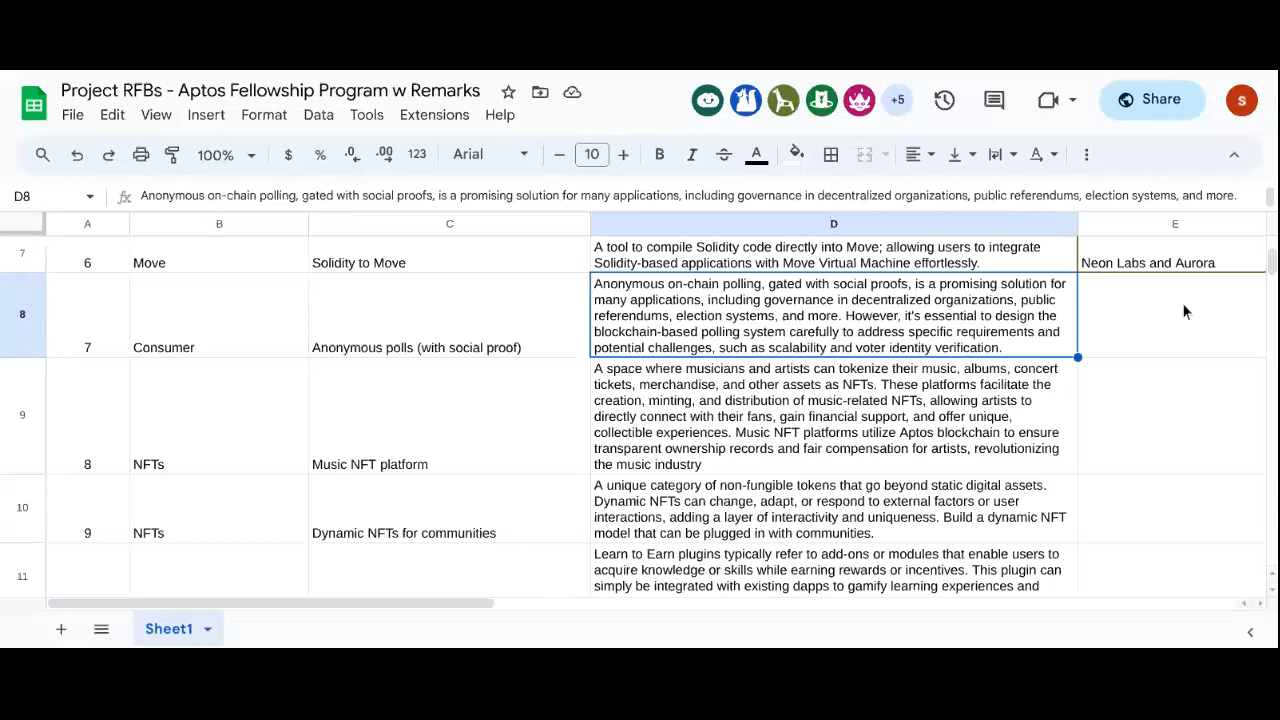 Project RFBs - Aptos Fellowship Program w Remarks
+5
Share
S
File Edit View Insert Format Data Tools Extensions Help
100% $ % .0 .00 123 Arial 10 B I A
D8
fx Anonymous on-chain polling, gated with social proofs, is a promising solution for many applications, including governance in decentralized organizations, public referendums, election systems, and more.
A B C D E
7
6 Move Solidity to Move
A tool to compile Solidity code directly into Move; allowing users to integrate
Solidity-based applications with Move Virtual Machine effortlessly.
Neon Labs and Aurora
8
7 Consumer Anonymous polls (with social proof)
Anonymous on-chain polling, gated with social proofs, is a promising solution for
many applications, including governance in decentralized organizations, public
referendums, election systems, and more. However, it's essential to design the
blockchain-based polling system carefully to address specific requirements and
potential challenges, such as scalability and voter identity verification.
9
8 NFTs Music NFT platform
A space where musicians and artists can tokenize their music, albums, concert
tickets, merchandise, and other assets as NFTs. These platforms facilitate the
creation, minting, and distribution of music-related NFTs, allowing artists to
directly connect with their fans, gain financial support, and offer unique,
collectible experiences. Music NFT platforms utilize Aptos blockchain to ensure
transparent ownership records and fair compensation for artists, revolutionizing
the music industry
10
9 NFTs Dynamic NFTs for communities
A unique category of non-fungible tokens that go beyond static digital assets.
Dynamic NFTs can change, adapt, or respond to external factors or user
interactions, adding a layer of interactivity and uniqueness. Build a dynamic NFT
model that can be plugged in with communities.
11
Learn to Earn plugins typically refer to add-ons or modules that enable users to
acquire knowledge or skills while earning rewards or incentives. This plugin can
simply be integrated with existing dapps to gamify learning experiences and
Sheet1